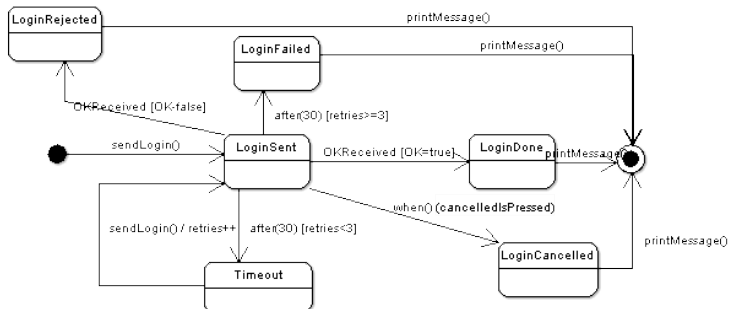 printMessage()
LoginRejected
LoginFailed
printMessage()
OKReceived [OK-false]
after(30) [retries>=3]
sendLogin()
LoginSent
OKReceived [OK=true]
LoginDone
printMessage()
when() (cancelledIsPressed)
sendLogin() / retries++
after(30) [retries<3]
printMessage()
LoginCancelled
Timeout